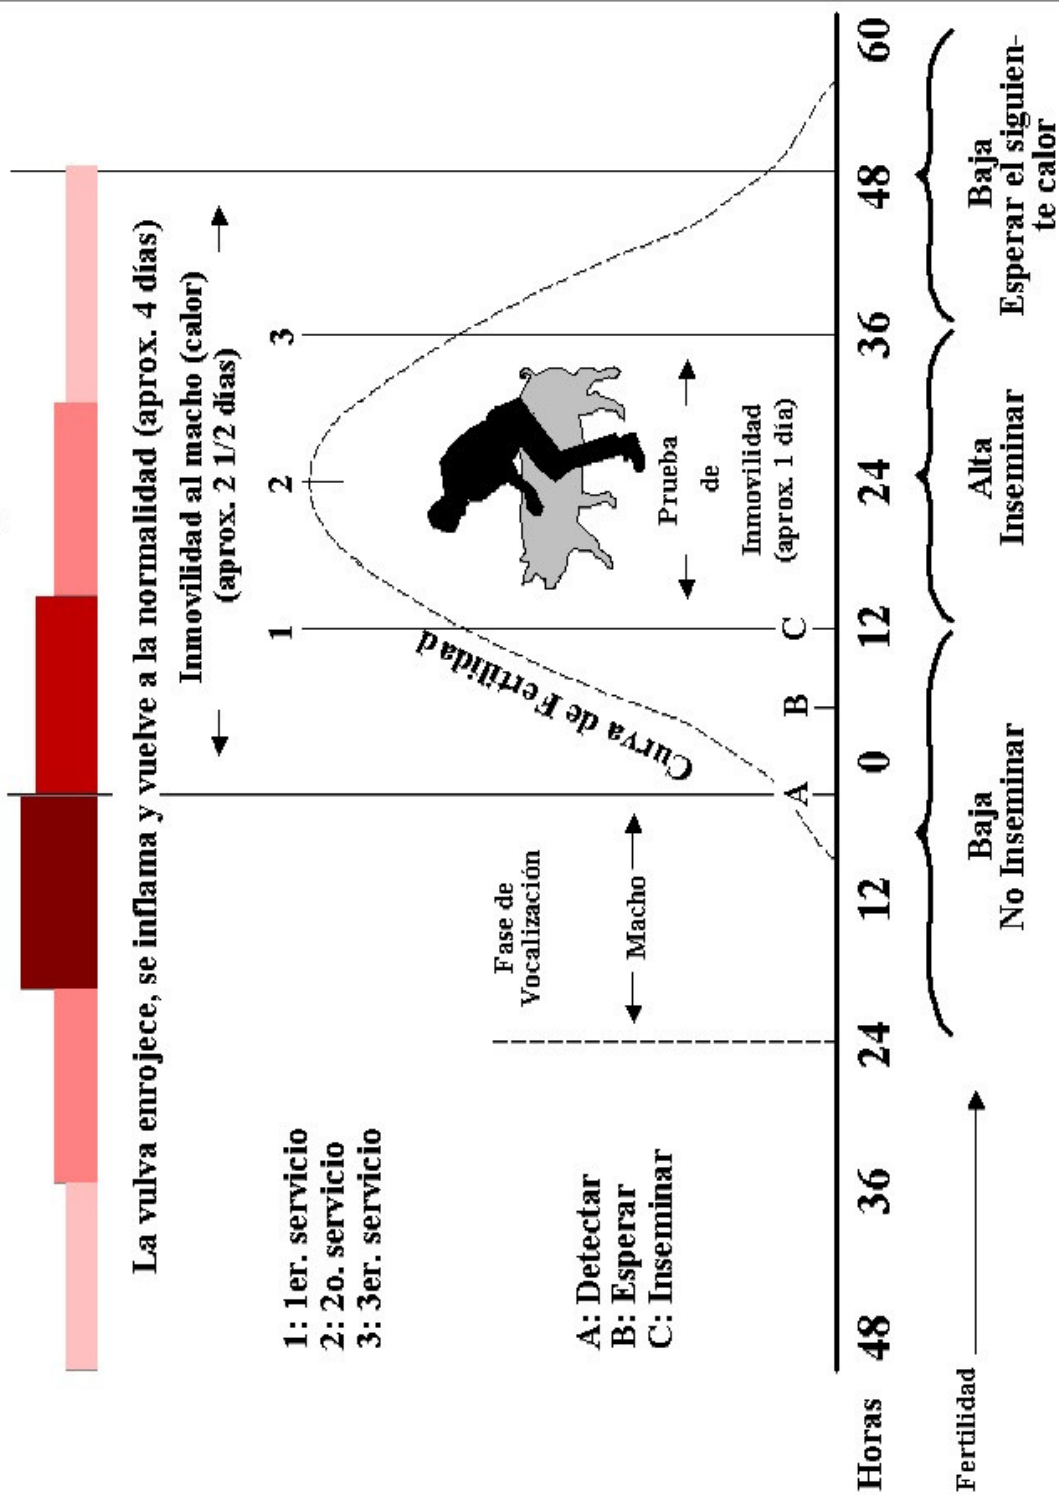 La vulva enrojece, se inflama y vuelve a la normalidad (aprox. 4 días)
Inmovilidad al macho (calor)
(aprox. 2 1/2 días)
1: 1er. servicio
2: 2o. servicio
3: 3er. servicio
1
2
3
Curva de Fertilidad
Fase de
Vocalización
Macho
A: Detectar
B: Esperar
C: Inseminar
Prueba
de
Inmovilidad
(aprox. 1 día)
A
B
C
Horas 48 36 24 12 0 12 24 36 48 60
Fertilidad
Baja
No Inseminar
Alta
Inseminar
Baja
Esperar el siguien-
te calor